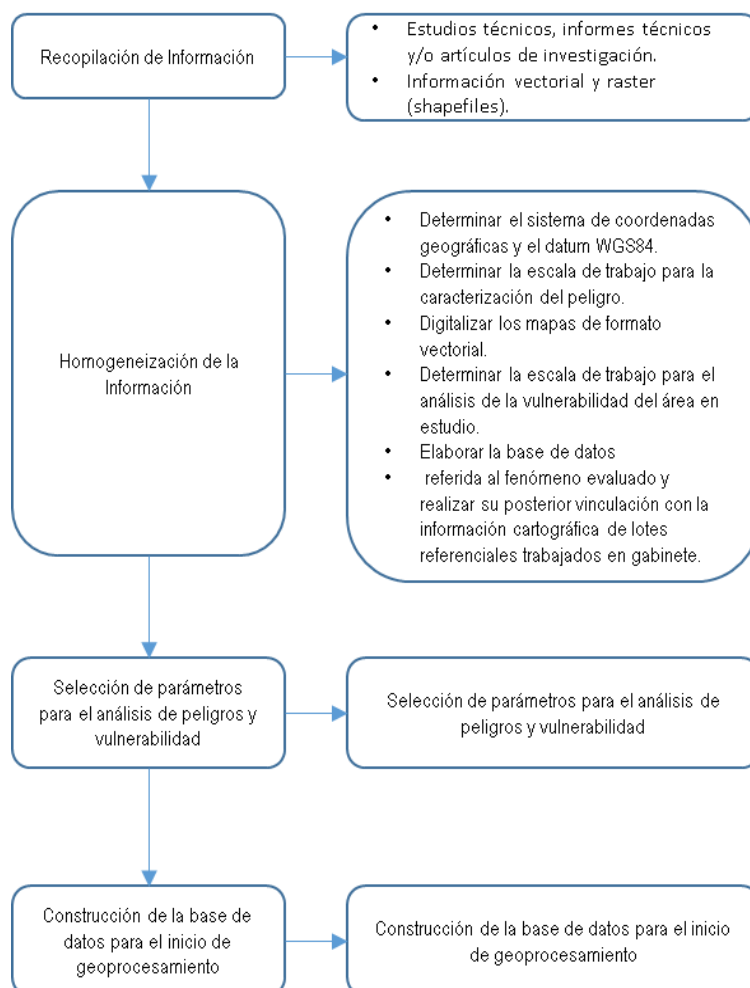 Recopilación de Información
• Estudios técnicos, informes técnicos
y/o artículos de investigación.
• Información vectorial y raster
(shapefiles).
Homogeneización de la
Información
• Determinar el sistema de coordenadas
geográficas y el datum WGS84.
• Determinar la escala de trabajo para la
caracterización del peligro.
• Digitalizar los mapas de formato
vectorial.
• Determinar la escala de trabajo para el
análisis de la vulnerabilidad del área en
estudio.
• Elaborar la base de datos
• referida al fenómeno evaluado y
realizar su posterior vinculación con la
información cartográfica de lotes
referenciales trabajados en gabinete.
Selección de parámetros
para el análisis de peligros y
vulnerabilidad
Selección de parámetros para el análisis de
peligros y vulnerabilidad
Construcción de la base de
datos para el inicio de
geoprocesamiento
Construcción de la base de datos para el inicio
de geoprocesamiento